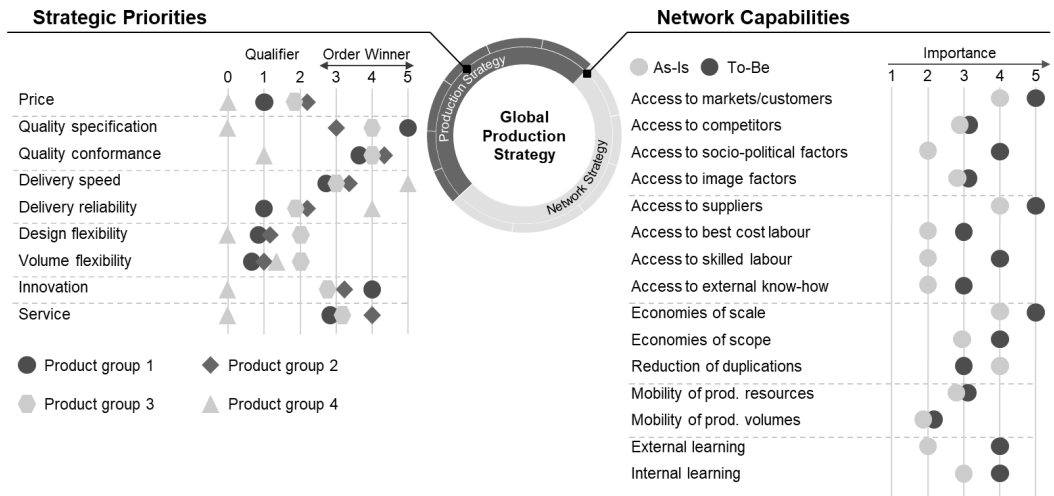 Strategic Priorities
Network Capabilities
Qualifier
Order Winner
0 1 2 3 4 5
Price
Quality specification
Quality conformance
Delivery speed
Delivery reliability
Design flexibility
Volume flexibility
Innovation
Service
Product group 1
Product group 2
Product group 3
Product group 4
Production Strategy
Global
Production
Strategy
Network Strategy
Importance
As-Is
To-Be
1 2 3 4 5
Access to markets/customers
Access to competitors
Access to socio-political factors
Access to image factors
Access to suppliers
Access to best cost labour
Access to skilled labour
Access to external know-how
Economies of scale
Economies of scope
Reduction of duplications
Mobility of prod. resources
Mobility of prod. volumes
External learning
Internal learning